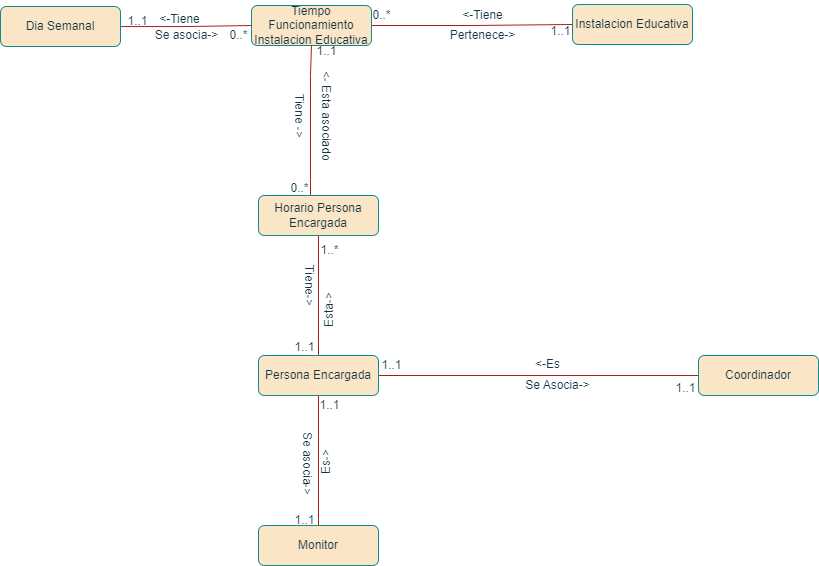 Dia Semanal
1..1
<-Tiene
Se asocia->
0..*
Tiempo
Funcionamiento
Instalacion Educativa
0..*
<-Tiene
Pertenece->
1..1
Instalacion Educativa
1..1
Tiene ->
<- Esta asociado
0..*
Horario Persona
Encargada
1..*
Tiene->
Esta->
1..1
Persona Encargada
1..1
<-Es
Se Asocia->
1..1
Coordinador
1..1
Se asocia->
<-Es
1..1
Monitor